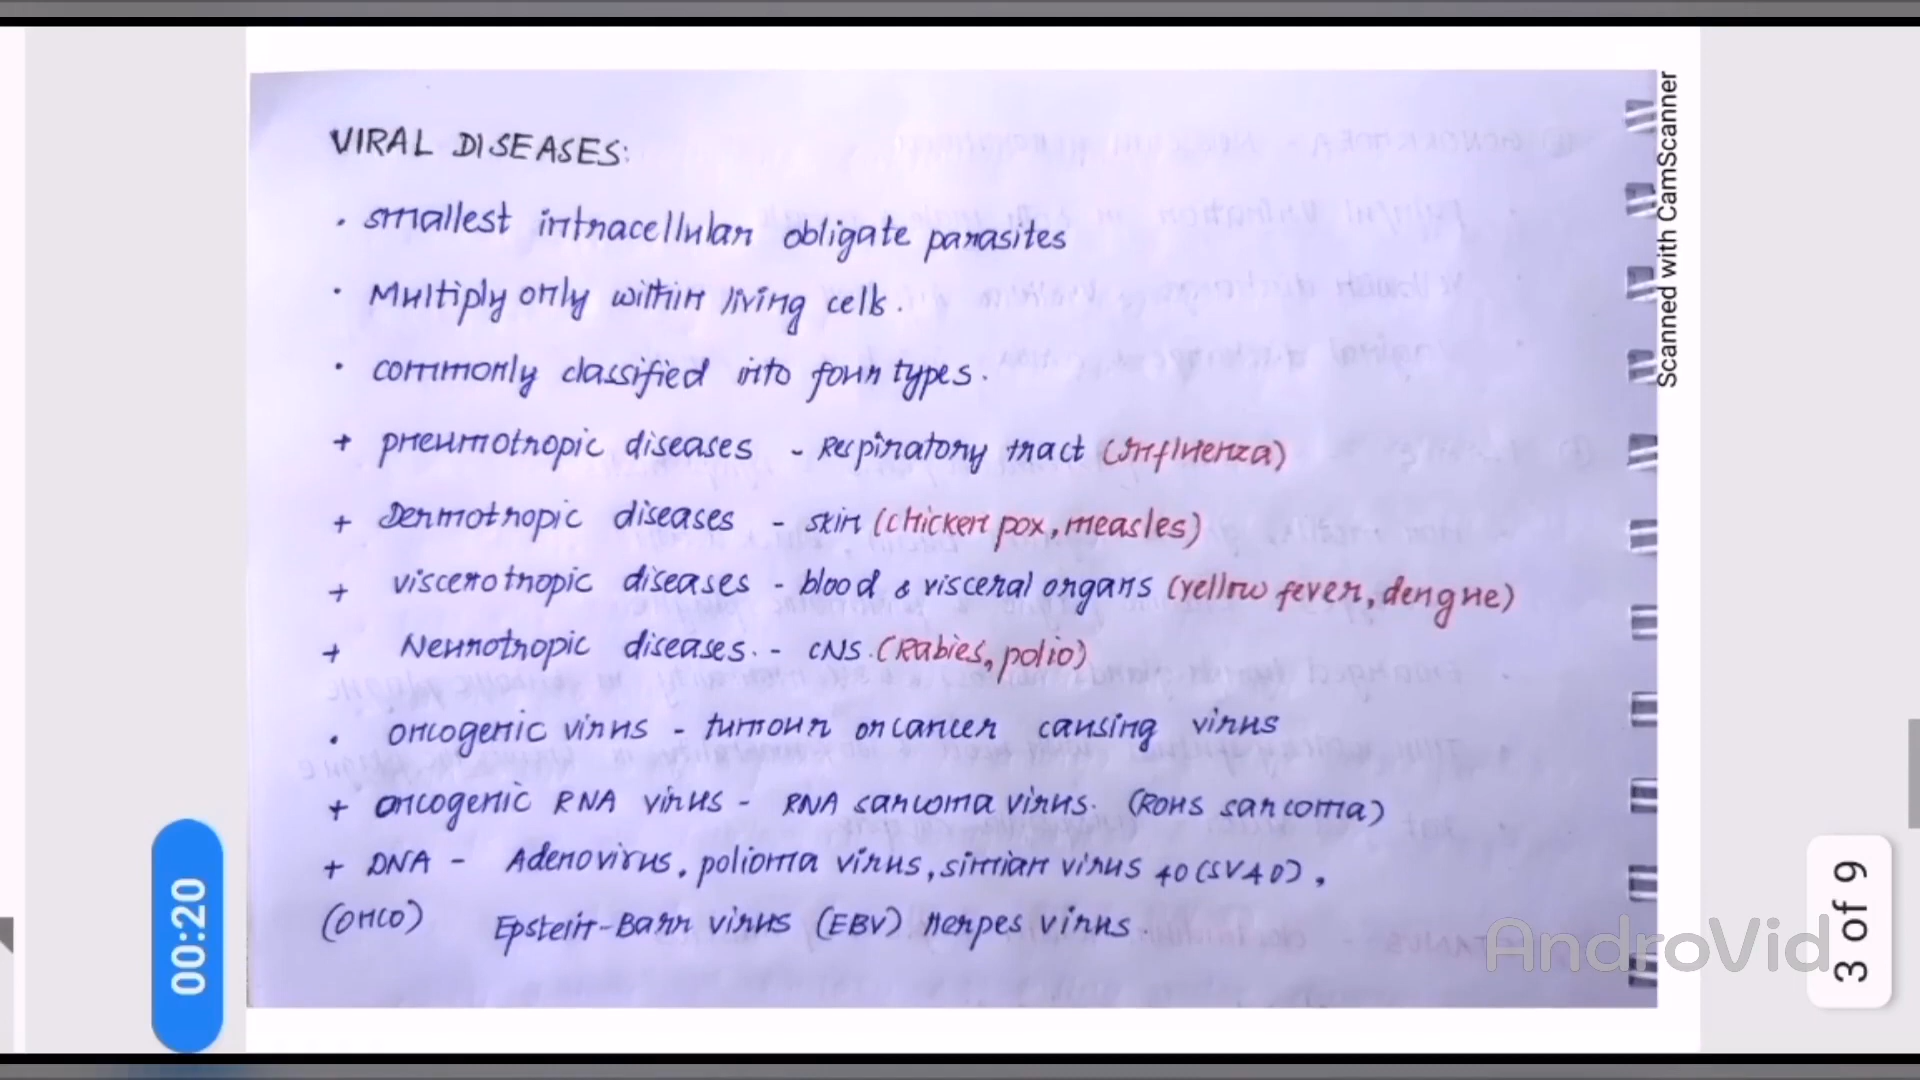 VIRAL DISEASES:
. smallest intracellular obligate parasites
. Multiply only within living cells.
. commonly classified into four types.
+ pneumotropic diseases - Respiratory tract (Influenza)
+ Dermotropic diseases - skin (chicken pox, measles)
+ viscerotropic diseases - blood & visceral organs (yellow fever, dengue)
+ Neurotropic diseases. - CNS. (Rabies, polio)
. oncogenic virus - tumour or cancer causing virus
+ oncogenic RNA virus - RNA sarcoma virus. (Rous sarcoma)
+ DNA - Adenovirus, polioma virus, simian virus 40 (SV40),
(onco) Epstein-Barr virus (EBV) Herpes virus.
Scanned with CamScanner
00:20
3 of 9
AndroVid